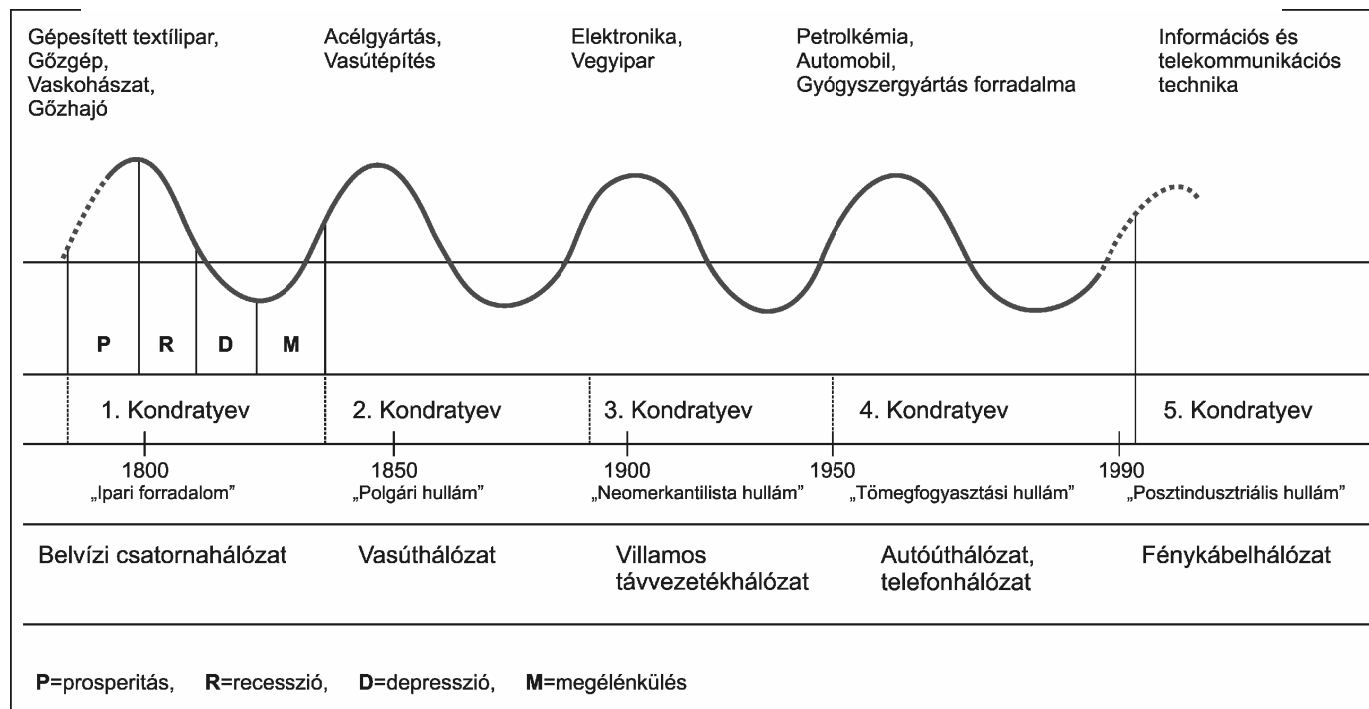 Gépesített textílipar,
Gőzgép,
Vaskohászat,
Gőzhajó
Acélgyártás,
Vasútépítés
Elektronika,
Vegyipar
Petrolkémia,
Automobil,
Gyógyszergyártás forradalma
Információs és
telekommunikációs
technika
P R D M
1. Kondratyev 2. Kondratyev 3. Kondratyev 4. Kondratyev 5. Kondratyev
1800 1850 1900 1950 1990
„Ipari forradalom” „Polgári hullám” „Neomerkantilista hullám” „Tömegfogyasztási hullám” „Posztindusztriális hullám”
Belvízi csatornahálózat
Vasúthálózat
Villamos
távvezetékhálózat
Autóúthálózat,
telefonhálózat
Fénykábelhálózat
P=prosperitás, R=recesszió, D=depresszió, M=megélénkülés